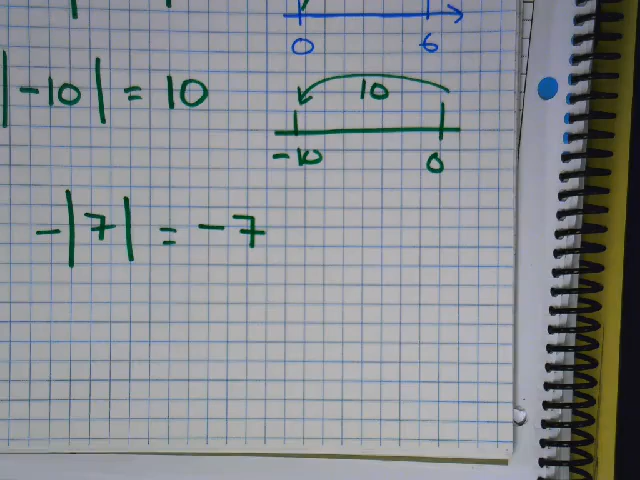 0 6
|-10| = 10
10
-10 0
-|7| = -7